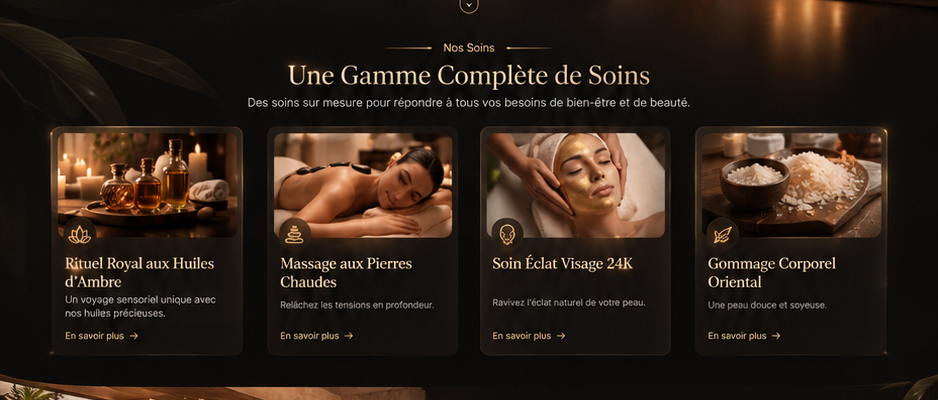 Nos Soins
Une Gamme Complète de Soins
Des soins sur mesure pour répondre à tous vos besoins de bien-être et de beauté.
Rituel Royal aux Huiles
d'Ambre
Un voyage sensoriel unique avec
nos huiles précieuses.
En savoir plus →
Massage aux Pierres
Chaudes
Relâchez les tensions en profondeur.
En savoir plus →
Soin Éclat Visage 24K
Ravivez l'éclat naturel de votre peau.
En savoir plus →
Gommage Corporel
Oriental
Une peau douce et soyeuse.
En savoir plus →